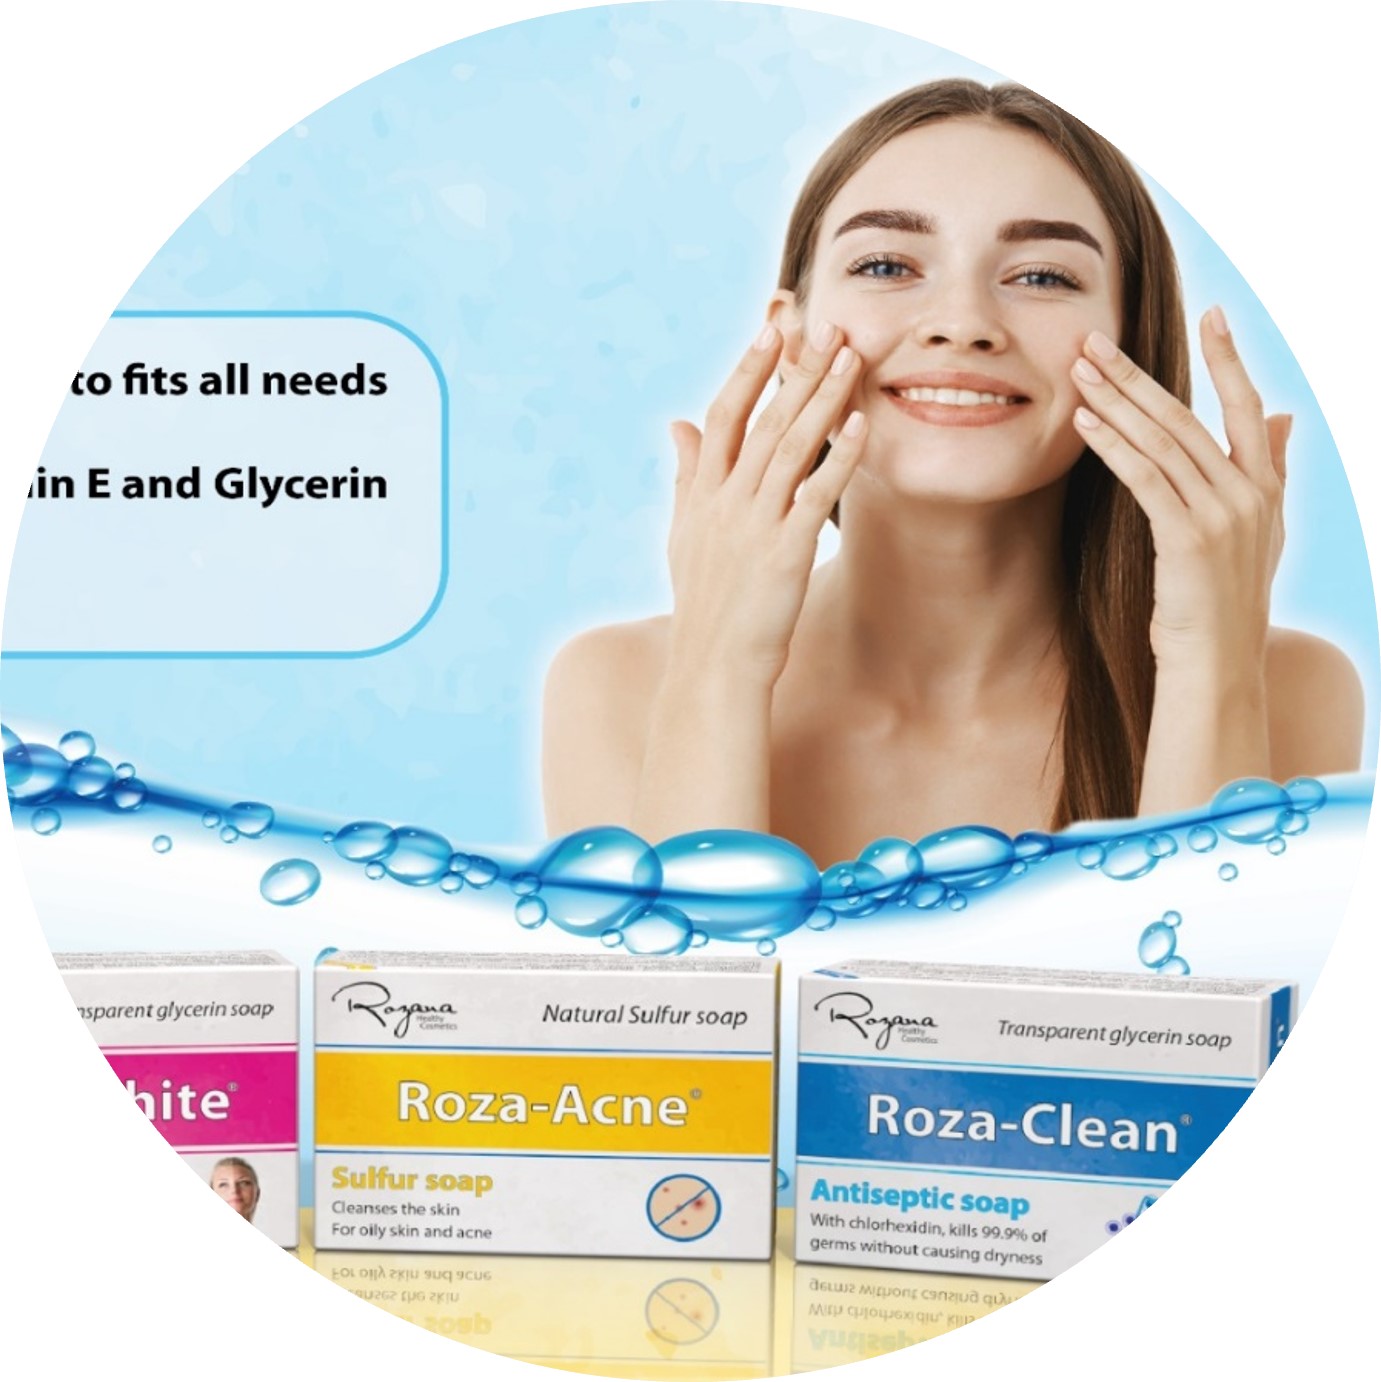 to fits all needs
in E and Glycerin
glycerin soap
Rozana
Healthy
Cosmetics
Natural Sulfur soap
Roza-Acne®
Sulfur soap
Cleanses the skin
For oily skin and acne
Rozana
Healthy
Cosmetics
Transparent glycerin soap
Roza-Clean®
Antiseptic soap
With chlorhexidin, kills 99.9% of
germs without causing dryness